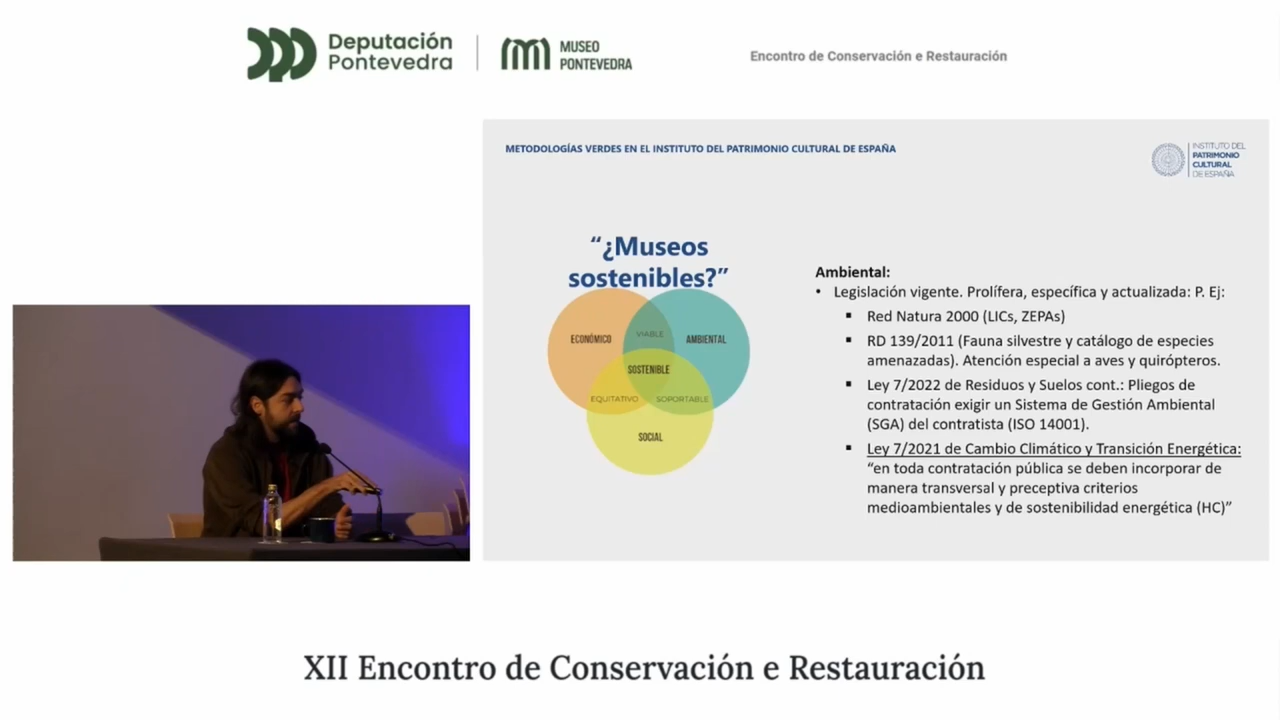 Deputación
Pontevedra
MUSEO
PONTEVEDRA
Encontro de Conservación e Restauración
METODOLOGÍAS VERDES EN EL INSTITUTO DEL PATRIMONIO CULTURAL DE ESPAÑA
INSTITUTO DEL
PATRIMONIO
CULTURAL
DE ESPAÑA
“¿Museos
sostenibles?”
ECONÓMICO
VIABLE
AMBIENTAL
SOSTENIBLE
EQUITATIVO
SOPORTABLE
SOCIAL
Ambiental:
• Legislación vigente. Prolífera, específica y actualizada: P. Ej:
▪ Red Natura 2000 (LICs, ZEPAs)
▪ RD 139/2011 (Fauna silvestre y catálogo de especies
amenazadas). Atención especial a aves y quirópteros.
▪ Ley 7/2022 de Residuos y Suelos cont.: Pliegos de
contratación exigir un Sistema de Gestión Ambiental
(SGA) del contratista (ISO 14001).
▪ Ley 7/2021 de Cambio Climático y Transición Energética:
“en toda contratación pública se deben incorporar de
manera transversal y preceptiva criterios
medioambientales y de sostenibilidad energética (HC)”
XII Encontro de Conservación e Restauración